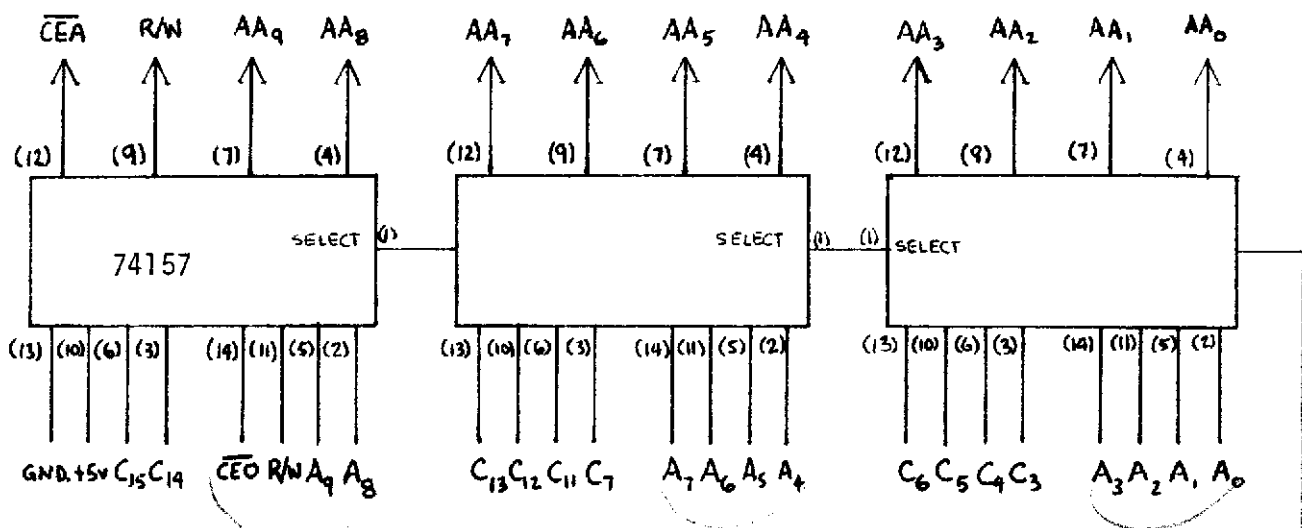 C̅E̅A̅ R/W AA₉ AA₈ AA₇ AA₆ AA₅ AA₄ AA₃ AA₂ AA₁ AA₀
(12) (9) (7) (4) (12) (9) (7) (4) (12) (9) (7) (4)
SELECT (1) SELECT (1) (1) SELECT
74157
(13) (10) (6) (3) (14) (11) (5) (2) (13) (10) (6) (3) (14) (11) (5) (2) (13) (10) (6) (3) (14) (11) (5) (2)
GND. +5V C₁₅ C₁₄ C̅E̅O̅ R/W A₉ A₈ C₁₃ C₁₂ C₁₁ C₇ A₇ A₆ A₅ A₄ C₆ C₅ C₄ C₃ A₃ A₂ A₁ A₀